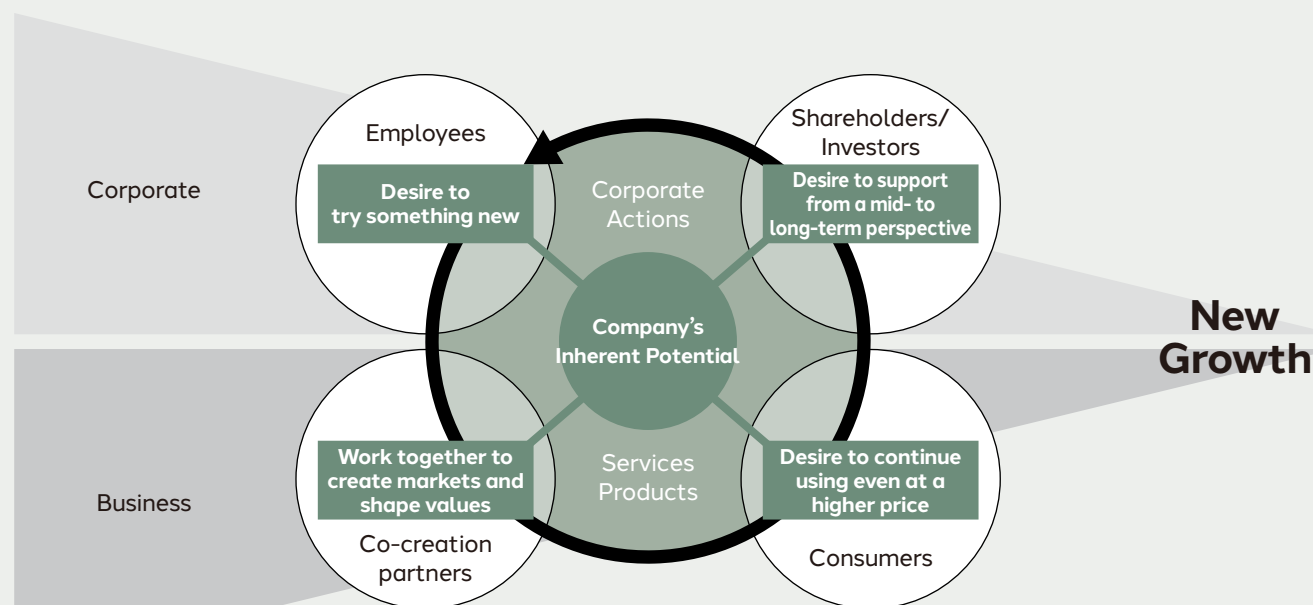 Corporate
Employees
Desire to
try something new
Corporate
Actions
Shareholders/
Investors
Desire to support
from a mid- to
long-term perspective
Company’s
Inherent Potential
New
Growth
Business
Work together to
create markets and
shape values
Co-creation
partners
Services
Products
Desire to continue
using even at a
higher price
Consumers